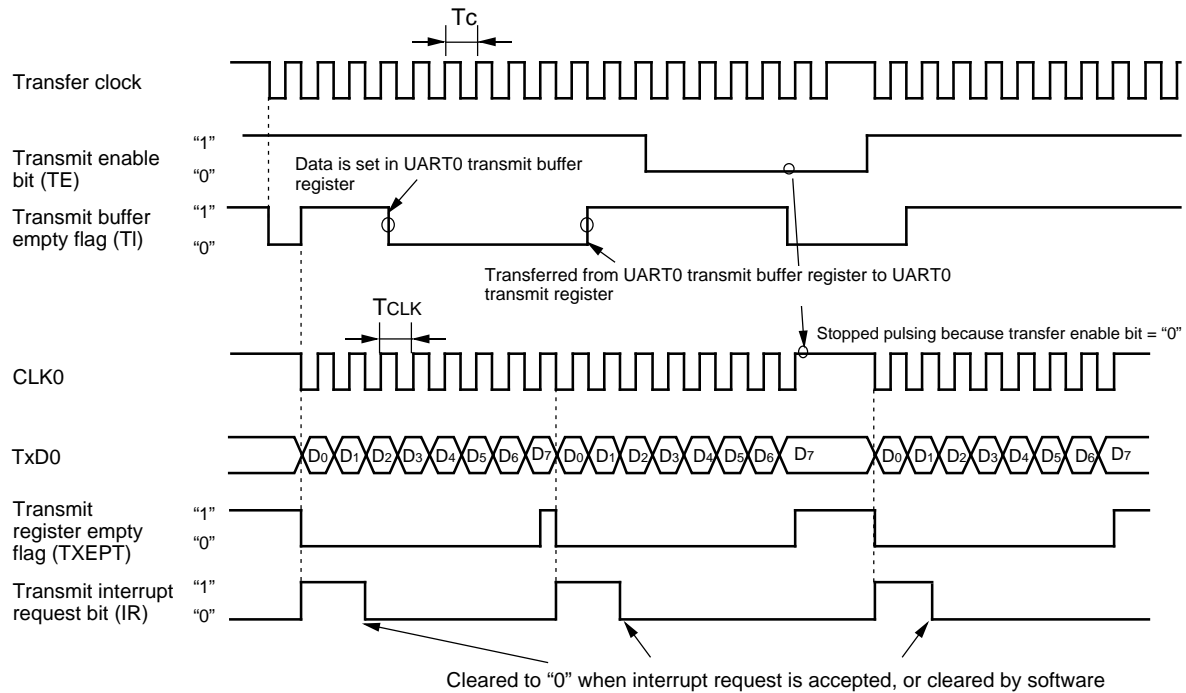 Tc
Transfer clock
Transmit enable
bit (TE)
“1”
“0”
Data is set in UART0 transmit buffer
register
Transmit buffer
empty flag (TI)
“1”
“0”
Transferred from UART0 transmit buffer register to UART0
transmit register
TCLK
Stopped pulsing because transfer enable bit = “0”
CLK0
TxD0
D0 D1 D2 D3 D4 D5 D6 D7 D0 D1 D2 D3 D4 D5 D6 D7 D0 D1 D2 D3 D4 D5 D6 D7
Transmit
register empty
flag (TXEPT)
“1”
“0”
Transmit interrupt
request bit (IR)
“1”
“0”
Cleared to “0” when interrupt request is accepted, or cleared by software